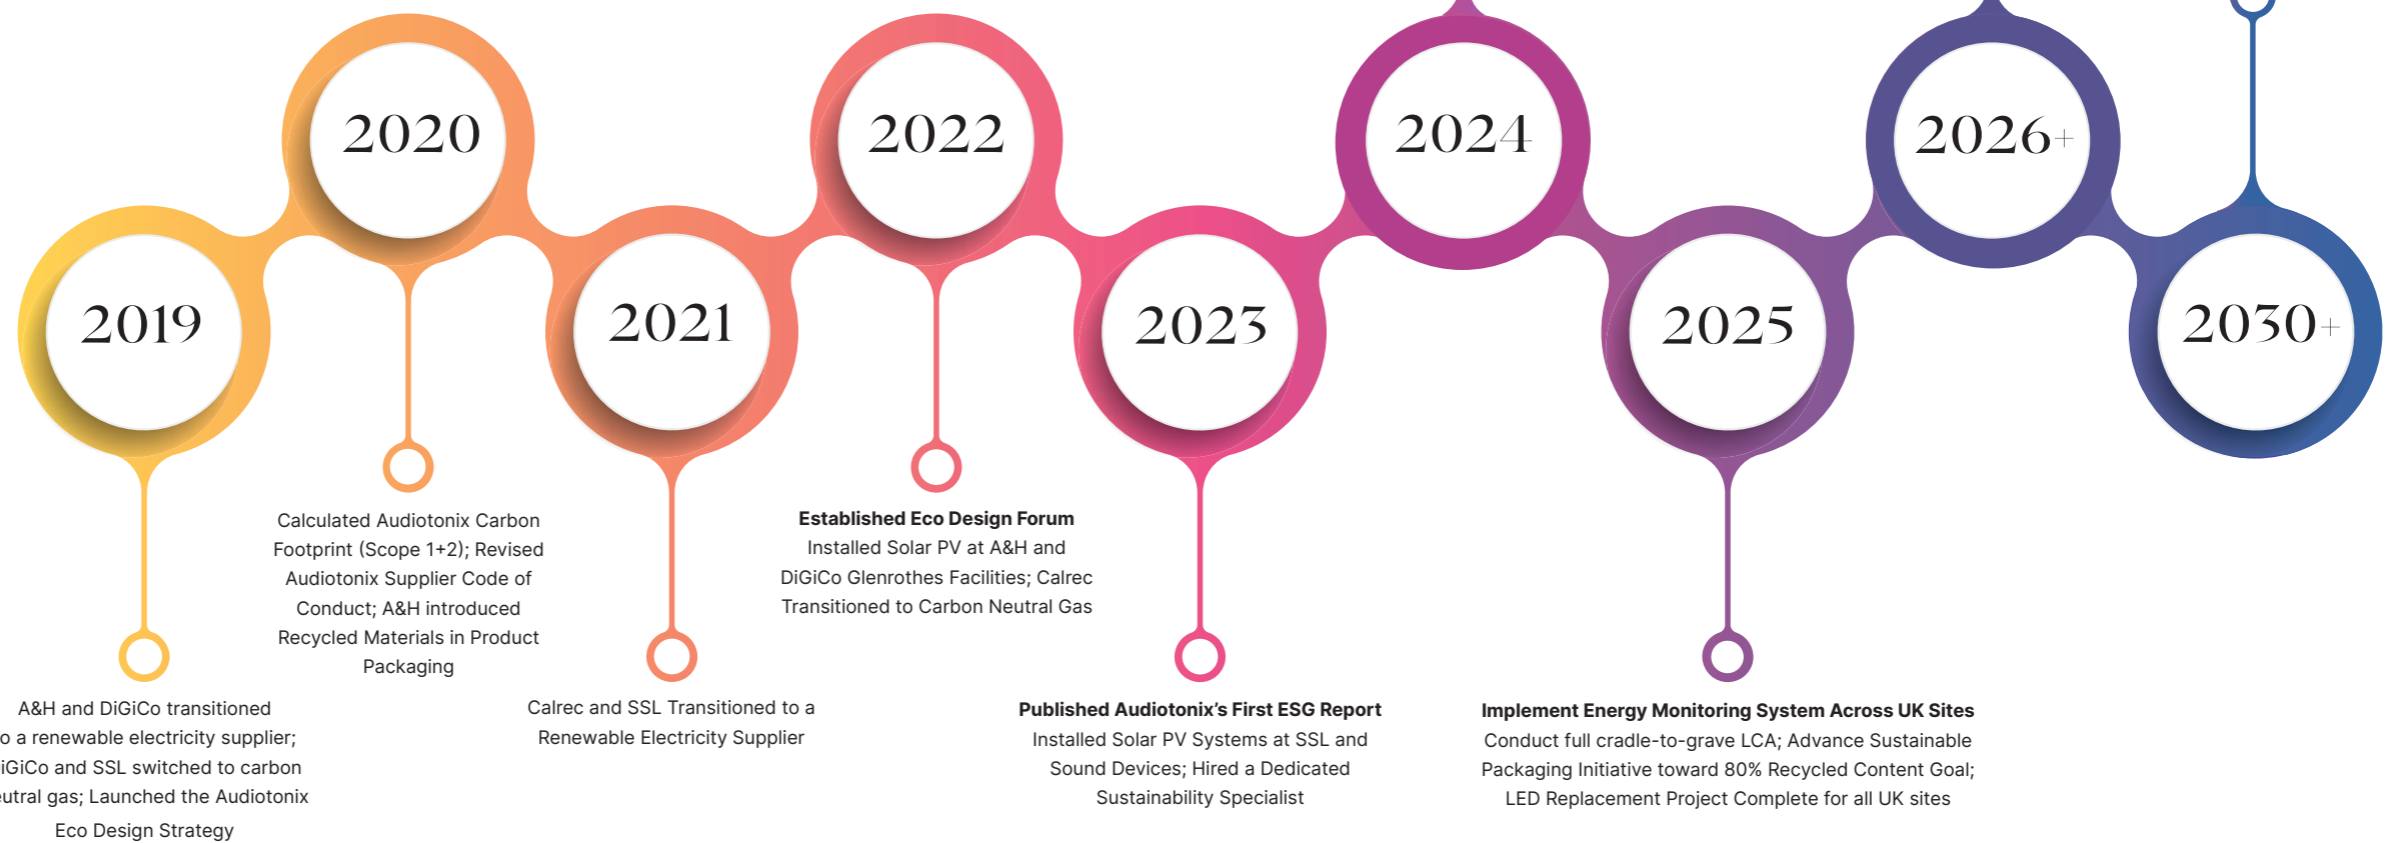 2019
A&H and DiGiCo transitioned
a renewable electricity supplier;
and SSL switched to carbon
gas; Launched the Audiotonix
Eco Design Strategy
2020
Calculated Audiotonix Carbon
Footprint (Scope 1+2); Revised
Audiotonix Supplier Code of
Conduct; A&H introduced
Recycled Materials in Product
Packaging
2021
Calrec and SSL Transitioned to a
Renewable Electricity Supplier
2022
Established Eco Design Forum
Installed Solar PV at A&H and
DiGiCo Glenrothes Facilities; Calrec
Transitioned to Carbon Neutral Gas
2023
Published Audiotonix’s First ESG Report
Installed Solar PV Systems at SSL and
Sound Devices; Hired a Dedicated
Sustainability Specialist
2024
2025
Implement Energy Monitoring System Across UK Sites
Conduct full cradle-to-grave LCA; Advance Sustainable
Packaging Initiative toward 80% Recycled Content Goal;
LED Replacement Project Complete for all UK sites
2026+
2030+